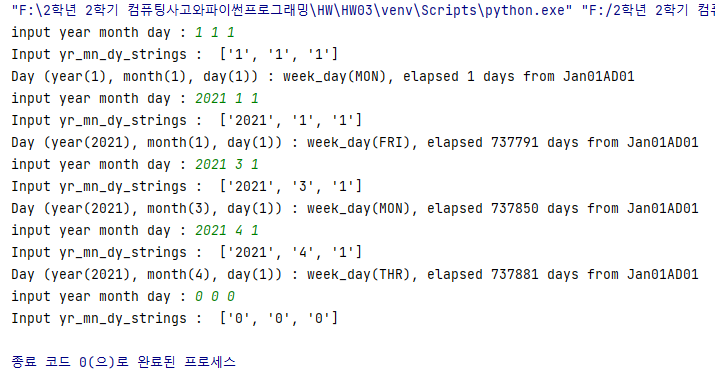 "F:\2학년 2학기 컴퓨팅사고와파이썬프로그래밍\HW\HW03\venv\Scripts\python.exe" "F:/2학년 2학기 컴퓨
input year month day : 1 1 1
Input yr_mn_dy_strings :  ['1', '1', '1']
Day (year(1), month(1), day(1)) : week_day(MON), elapsed 1 days from Jan01AD01
input year month day : 2021 1 1
Input yr_mn_dy_strings :  ['2021', '1', '1']
Day (year(2021), month(1), day(1)) : week_day(FRI), elapsed 737791 days from Jan01AD01
input year month day : 2021 3 1
Input yr_mn_dy_strings :  ['2021', '3', '1']
Day (year(2021), month(3), day(1)) : week_day(MON), elapsed 737850 days from Jan01AD01
input year month day : 2021 4 1
Input yr_mn_dy_strings :  ['2021', '4', '1']
Day (year(2021), month(4), day(1)) : week_day(THR), elapsed 737881 days from Jan01AD01
input year month day : 0 0 0
Input yr_mn_dy_strings :  ['0', '0', '0']
종료 코드 0(으)로 완료된 프로세스